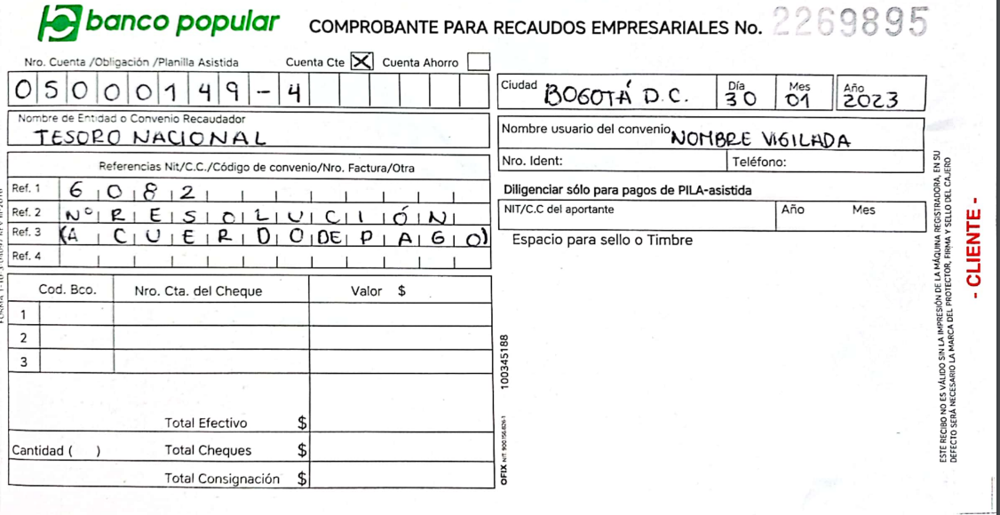 banco popular COMPROBANTE PARA RECAUDOS EMPRESARIALES No. 2269895
Nro. Cuenta /Obligación /Planilla Asistida Cuenta Cte X Cuenta Ahorro
05000149-4
Ciudad BOGOTÁ D.C. Día 30 Mes 01 Año 2023
Nombre de Entidad o Convenio Recaudador
TESORO NACIONAL
Nombre usuario del convenio NOMBRE VIGILADA
Nro. Ident: Teléfono:
Referencias Nit/C.C./Código de convenio/Nro. Factura/Otra
Ref. 1 6082
Ref. 2 N° RESOLUCIÓN
Ref. 3 (ACUERDO DE PAGO)
Ref. 4
Diligenciar sólo para pagos de PILA-asistida
NIT/C.C del aportante Año Mes
Espacio para sello o Timbre
Cod. Bco. Nro. Cta. del Cheque Valor $
1
2
3
Total Efectivo $
Cantidad ( ) Total Cheques $
Total Consignación $
OFIX NIT 900156826-1 100345188
ESTE RECIBO NO ES VÁLIDO SIN LA IMPRESIÓN DE LA MÁQUINA REGISTRADORA, EN SU
DEFECTO SERÁ NECESARIO LA MARCA DEL PROTECTOR, FIRMA Y SELLO DEL CAJERO
- CLIENTE -